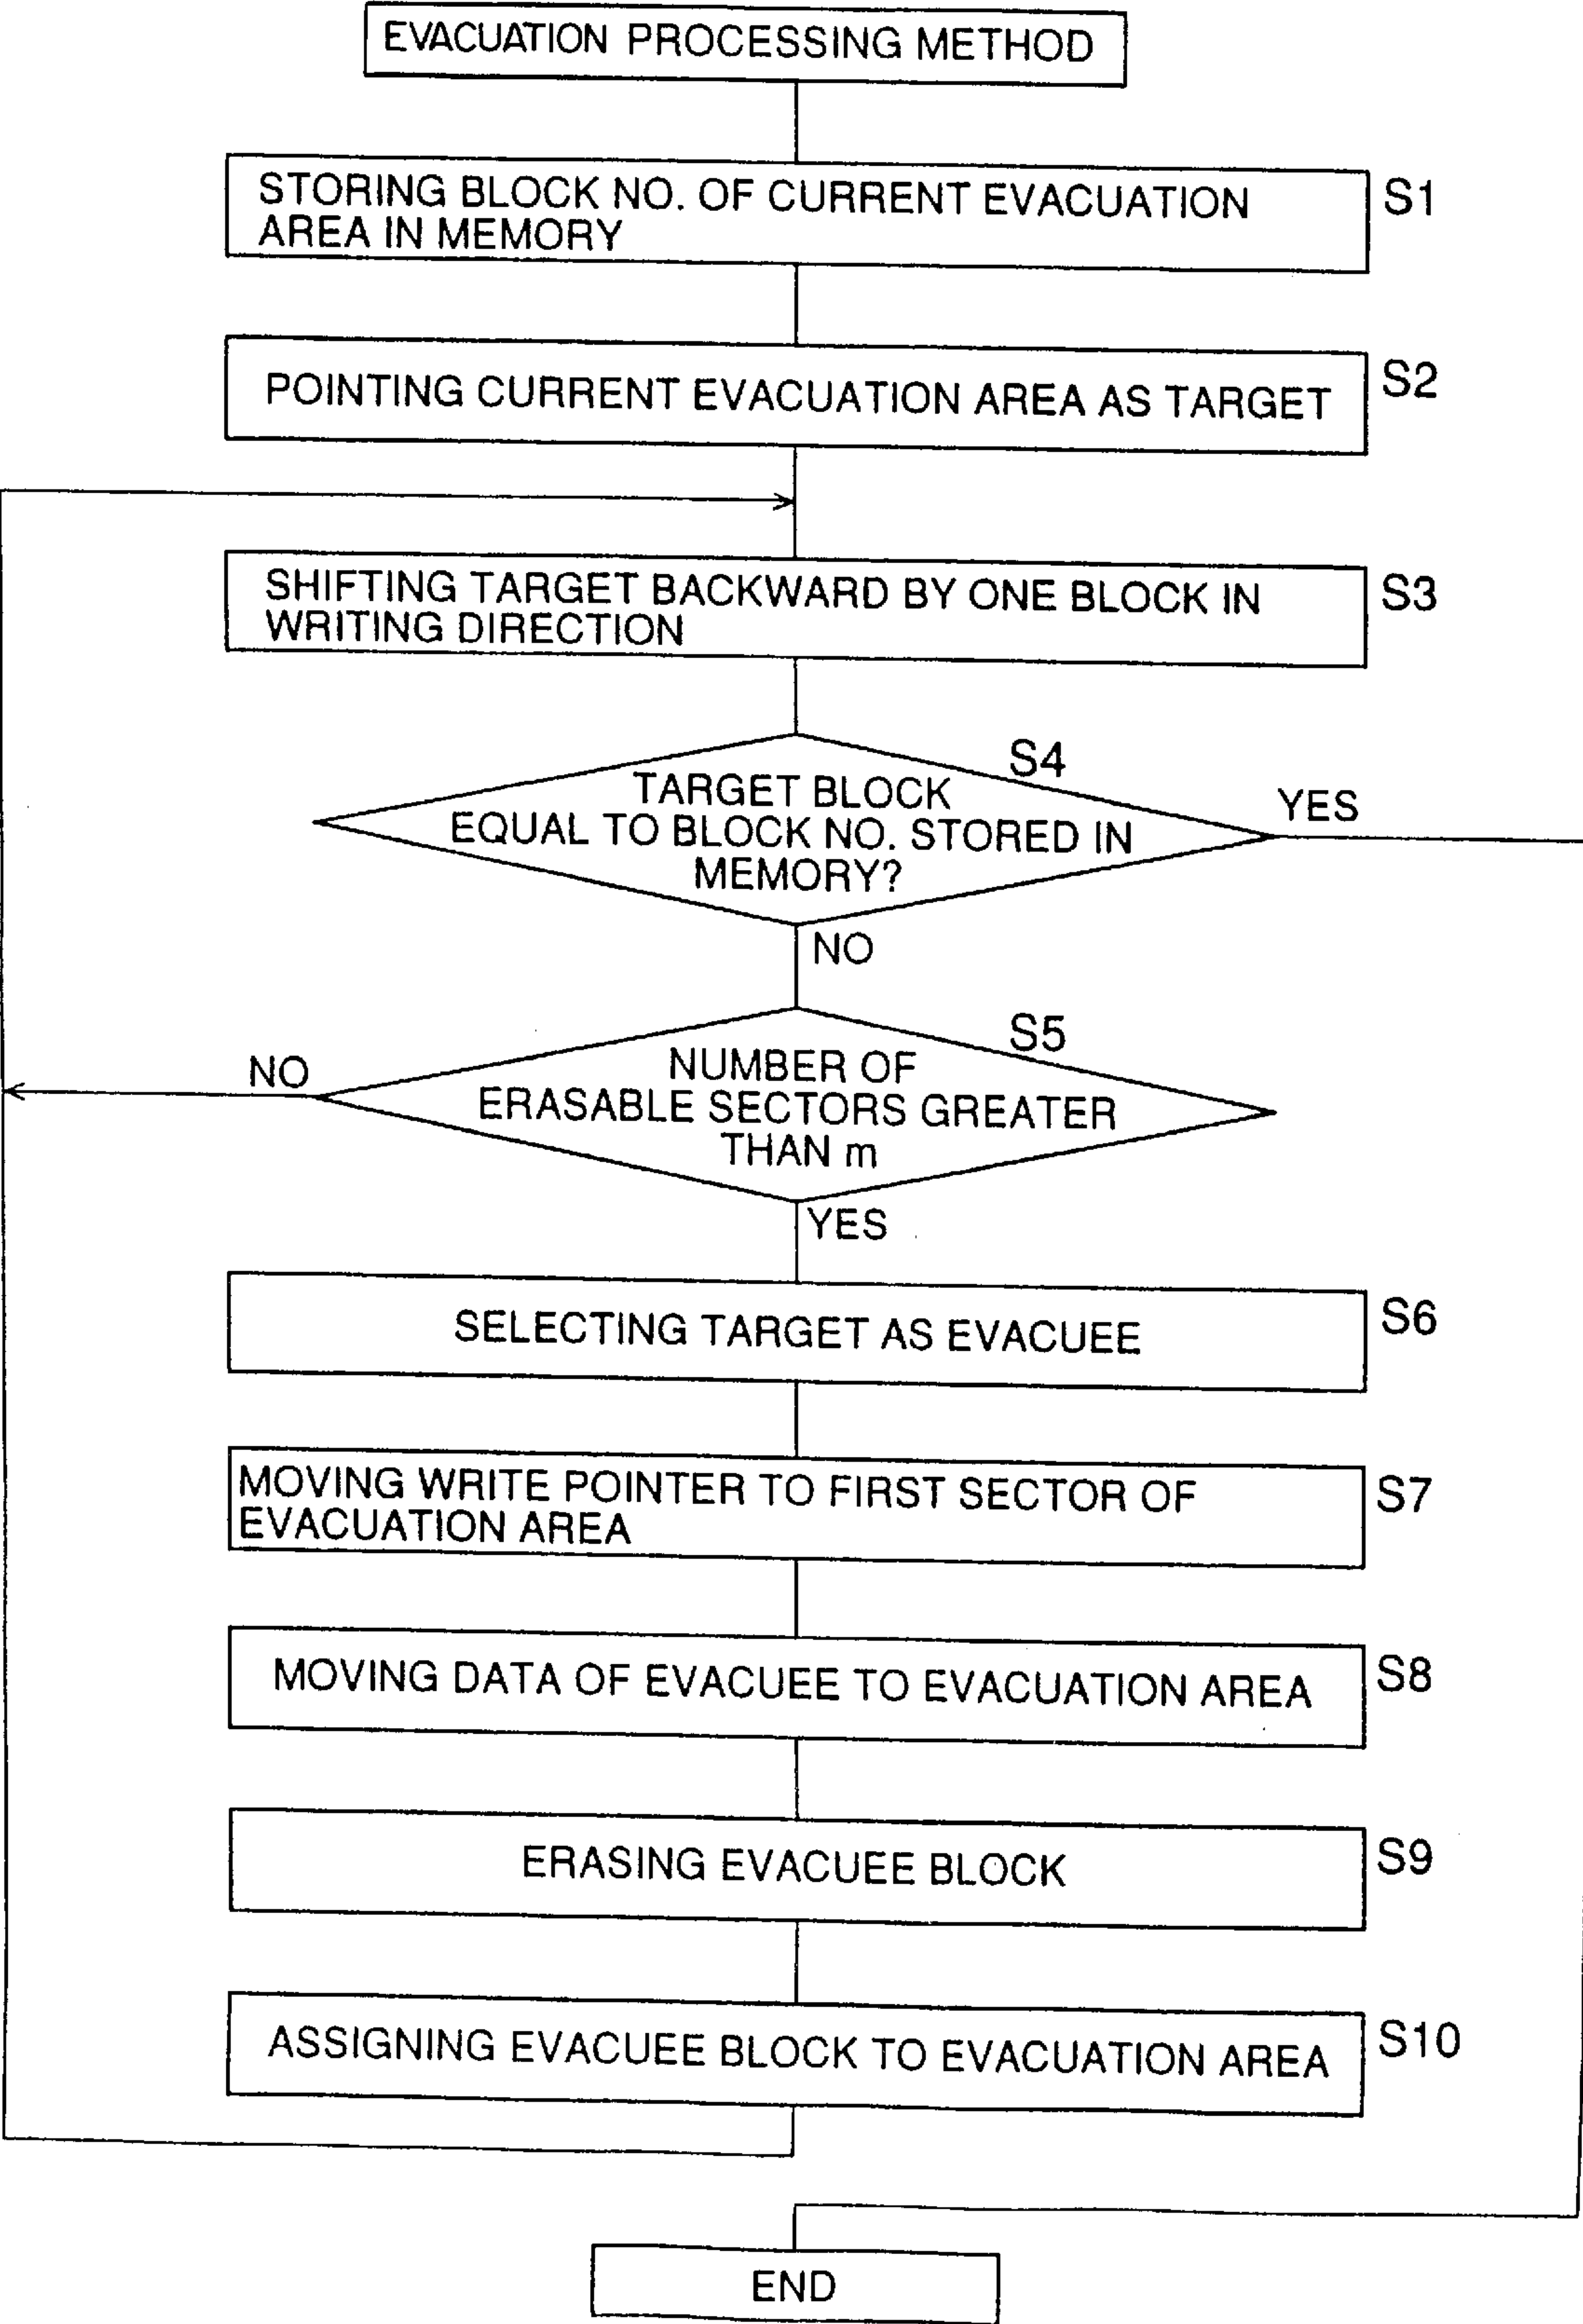 EVACUATION PROCESSING METHOD
STORING BLOCK NO. OF CURRENT EVACUATION
AREA IN MEMORY
S1
POINTING CURRENT EVACUATION AREA AS TARGET
S2
SHIFTING TARGET BACKWARD BY ONE BLOCK IN
WRITING DIRECTION
S3
S4
TARGET BLOCK
EQUAL TO BLOCK NO. STORED IN
MEMORY?
YES
NO
S5
NUMBER OF
ERASABLE SECTORS GREATER
THAN m
NO
YES
SELECTING TARGET AS EVACUEE
S6
MOVING WRITE POINTER TO FIRST SECTOR OF
EVACUATION AREA
S7
MOVING DATA OF EVACUEE TO EVACUATION AREA
S8
ERASING EVACUEE BLOCK
S9
ASSIGNING EVACUEE BLOCK TO EVACUATION AREA
S10
END